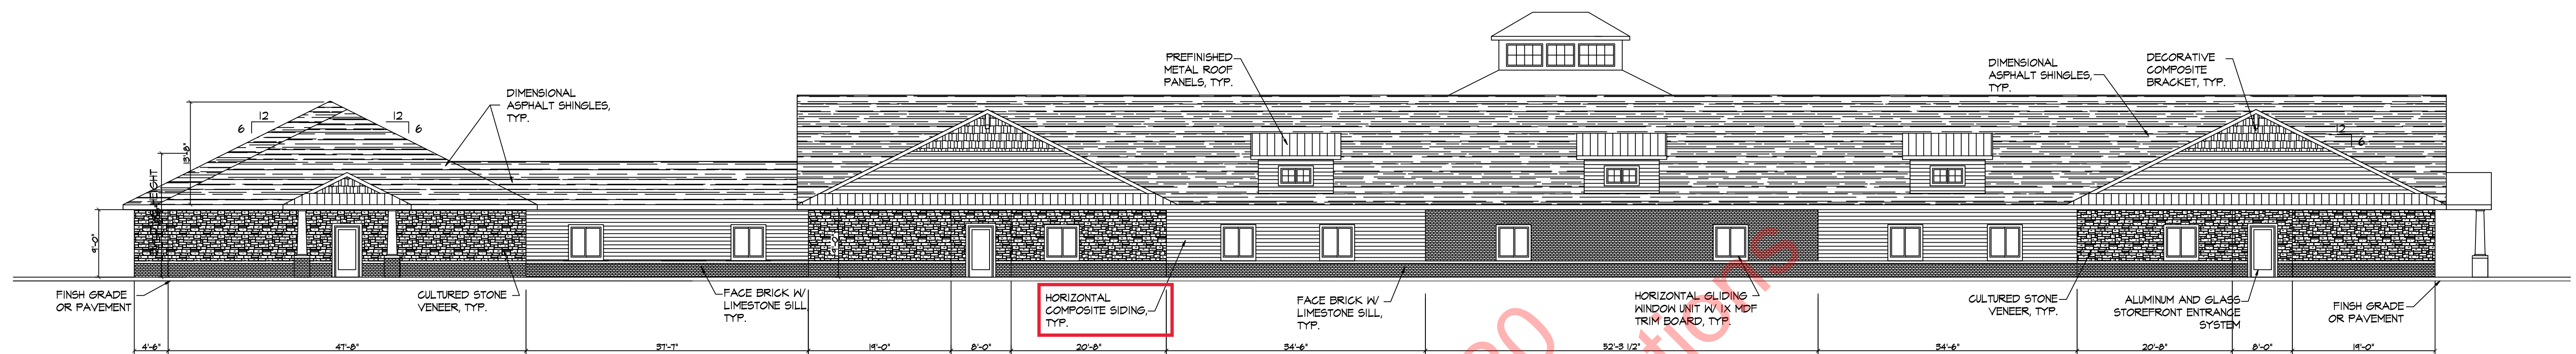 PREFINISHED
METAL ROOF
PANELS, TYP.
DIMENSIONAL
ASPHALT SHINGLES,
TYP.
DECORATIVE
COMPOSITE
BRACKET, TYP.
DIMENSIONAL
ASPHALT SHINGLES,
TYP.
12
6
12
6
13'-8"
12
6
HEIGHT
9'-0"
9'-0"
FINSH GRADE
OR PAVEMENT
CULTURED STONE
VENEER, TYP.
FACE BRICK W/
LIMESTONE SILL,
TYP.
HORIZONTAL
COMPOSITE SIDING,
TYP.
FACE BRICK W/
LIMESTONE SILL,
TYP.
HORIZONTAL GLIDING
WINDOW UNIT W/ 1X MDF
TRIM BOARD, TYP.
CULTURED STONE
VENEER, TYP.
ALUMINUM AND GLASS
STOREFRONT ENTRANCE
SYSTEM
FINSH GRADE
OR PAVEMENT
4'-6"
47'-8"
37'-7"
19'-0"
8'-0"
20'-8"
34'-6"
52'-3 1/2"
34'-6"
20'-8"
8'-0"
19'-0"